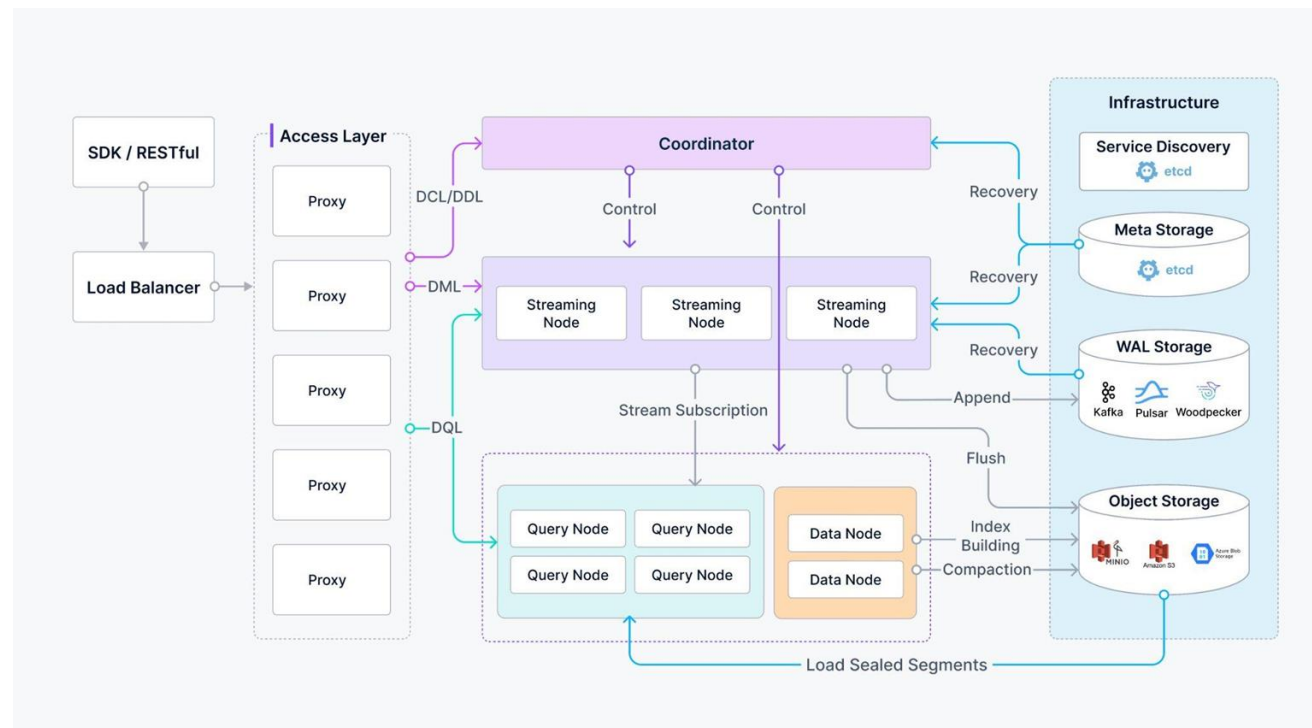 SDK / RESTful
Load Balancer
Access Layer
Proxy
Proxy
Proxy
Proxy
Proxy
DCL/DDL
DML
DQL
Coordinator
Control
Control
Streaming
Node
Streaming
Node
Streaming
Node
Stream Subscription
Query Node
Query Node
Query Node
Query Node
Data Node
Data Node
Recovery
Recovery
Recovery
Append
Flush
Index
Building
Compaction
Load Sealed Segments
Infrastructure
Service Discovery
etcd
Meta Storage
etcd
WAL Storage
Kafka
Pulsar
Woodpecker
Object Storage
MINIO
Amazon S3
Azure Blob
Storage